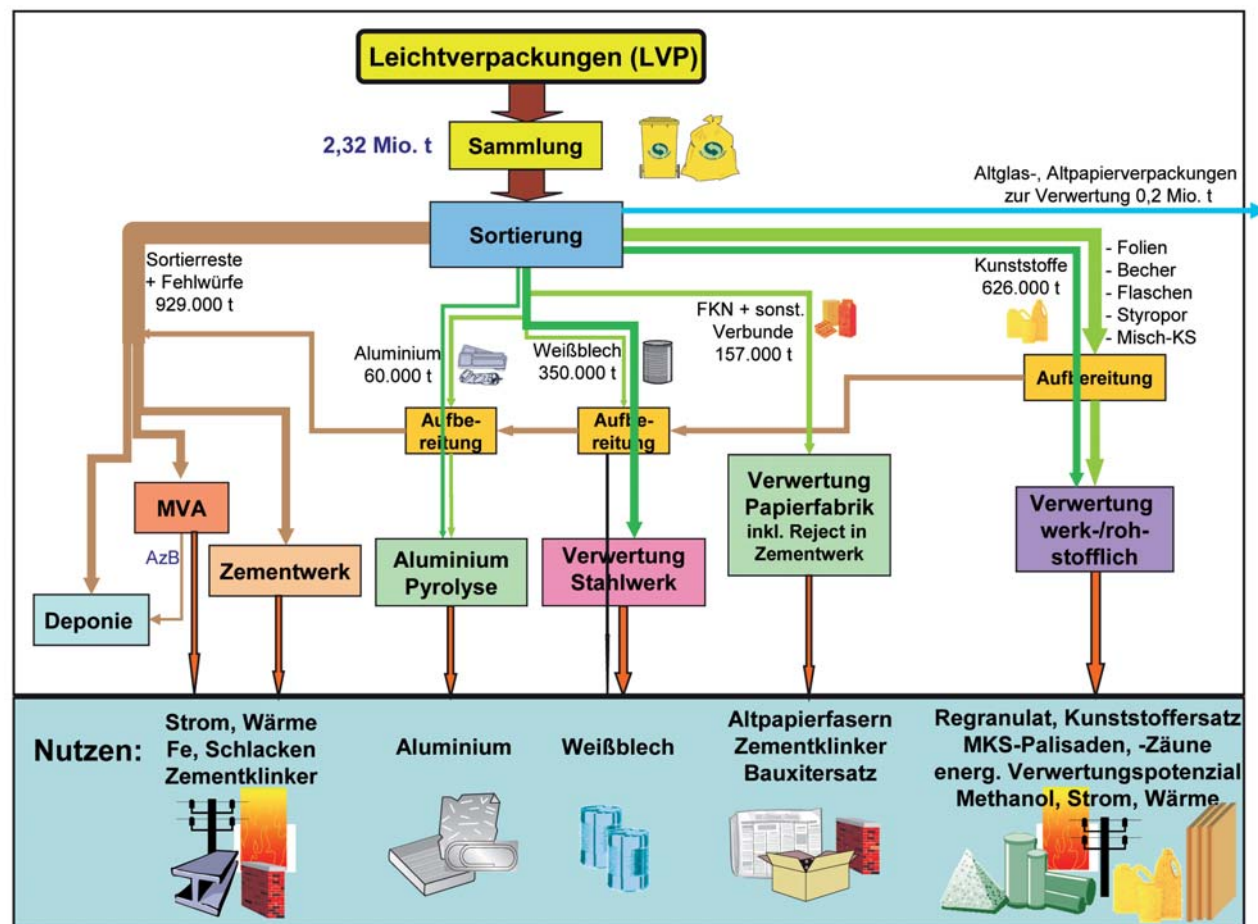 Leichtverpackungen (LVP)
2,32 Mio. t
Sammlung
Altglas-, Altpapierverpackungen
zur Verwertung 0,2 Mio. t
Sortierung
Sortierreste
+ Fehlwürfe
929.000 t
Aluminium
60.000 t
Weißblech
350.000 t
FKN + sonst.
Verbunde
157.000 t
Kunststoffe
626.000 t
- Folien
- Becher
- Flaschen
- Styropor
- Misch-KS
Aufbe-
reitung
Aufbe-
reitung
Aufbereitung
MVA
AzB
Deponie
Zementwerk
Aluminium
Pyrolyse
Verwertung
Stahlwerk
Verwertung
Papierfabrik
inkl. Reject in
Zementwerk
Verwertung
werk-/roh-
stofflich
Nutzen:
Strom, Wärme
Fe, Schlacken
Zementklinker
Aluminium
Weißblech
Altpapierfasern
Zementklinker
Bauxitersatz
Regranulat, Kunststoffersatz
MKS-Palisaden, -Zäune
energ. Verwertungspotenzial
Methanol, Strom, Wärme